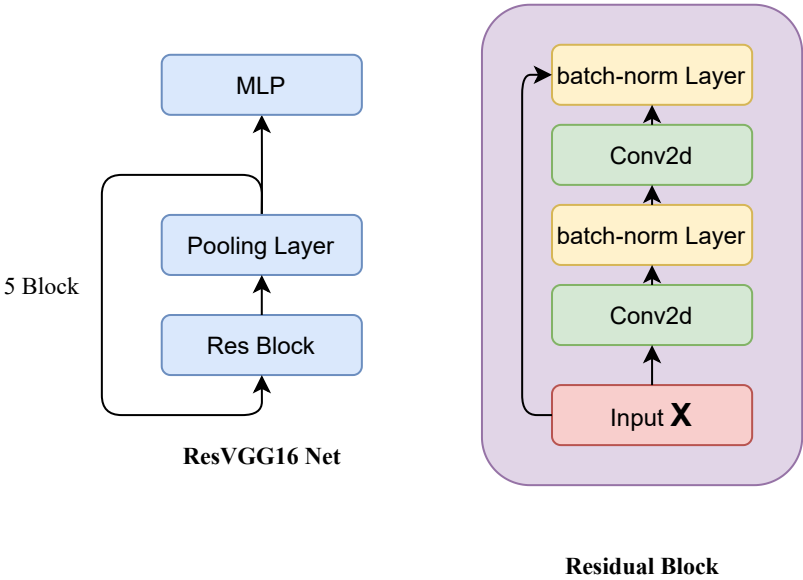 MLP
Pooling Layer
5 Block
Res Block
ResVGG16 Net
batch-norm Layer
Conv2d
batch-norm Layer
Conv2d
Input X
Residual Block